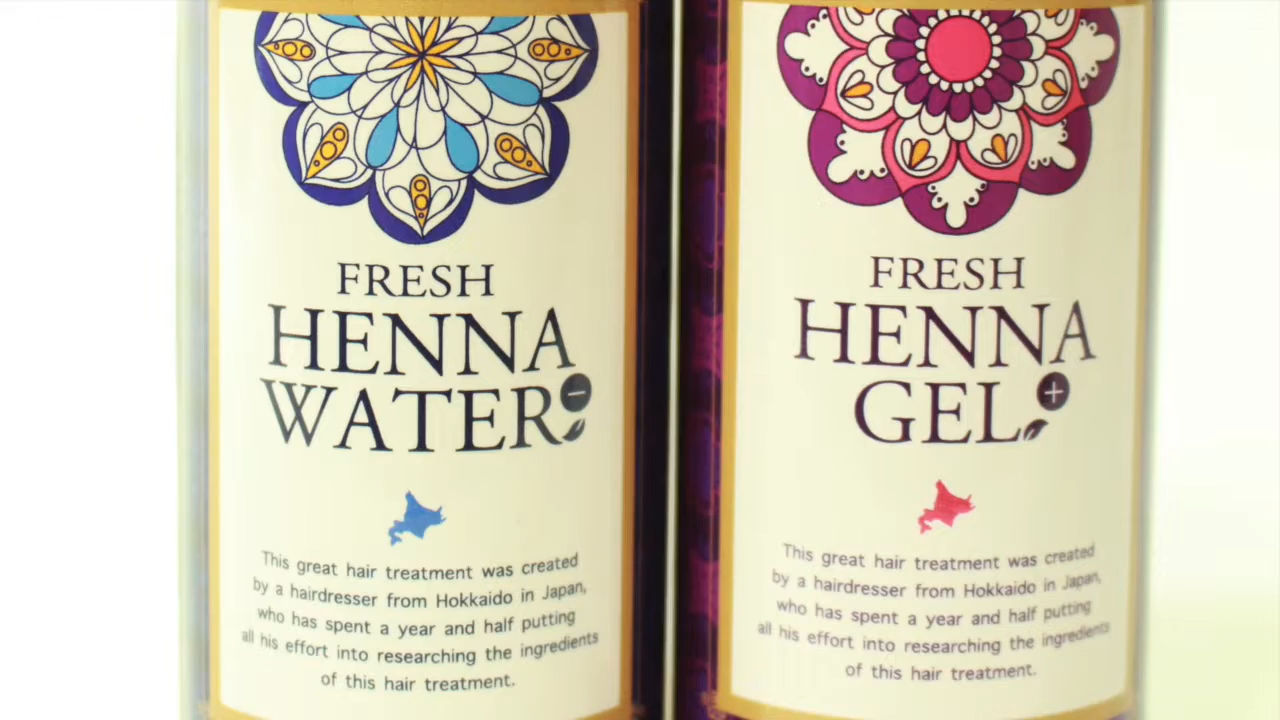 FRESH
HENNA
WATER
This great hair treatment was created
by a hairdresser from Hokkaido in Japan,
who has spent a year and half putting
all his effort into researching the ingredients
of this hair treatment.
FRESH
HENNA
GEL
This great hair treatment was created
by a hairdresser from Hokkaido in Japan,
who has spent a year and half putting
all his effort into researching the ingredients
of this hair treatment.